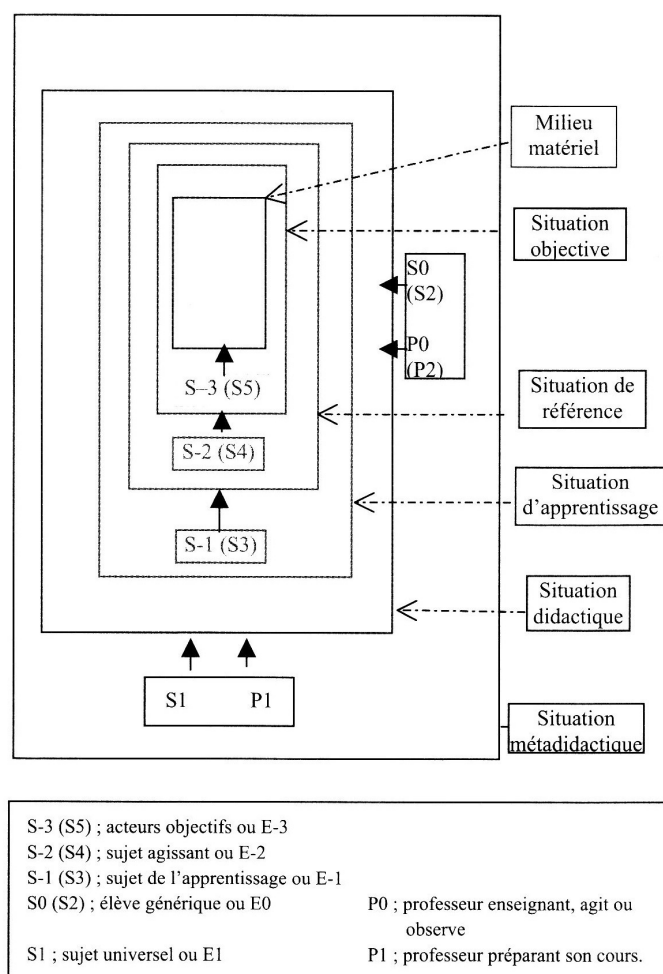 Milieu
matériel
Situation
objective
S0
(S2)
P0
(P2)
S–3 (S5)
Situation de
référence
S-2 (S4)
Situation
d'apprentissage
S-1 (S3)
Situation
didactique
S1 P1
Situation
métadidactique
S-3 (S5) ; acteurs objectifs ou E-3
S-2 (S4) ; sujet agissant ou E-2
S-1 (S3) ; sujet de l'apprentissage ou E-1
S0 (S2) ; élève générique ou E0 P0 ; professeur enseignant, agit ou
observe
S1 ; sujet universel ou E1 P1 ; professeur préparant son cours.